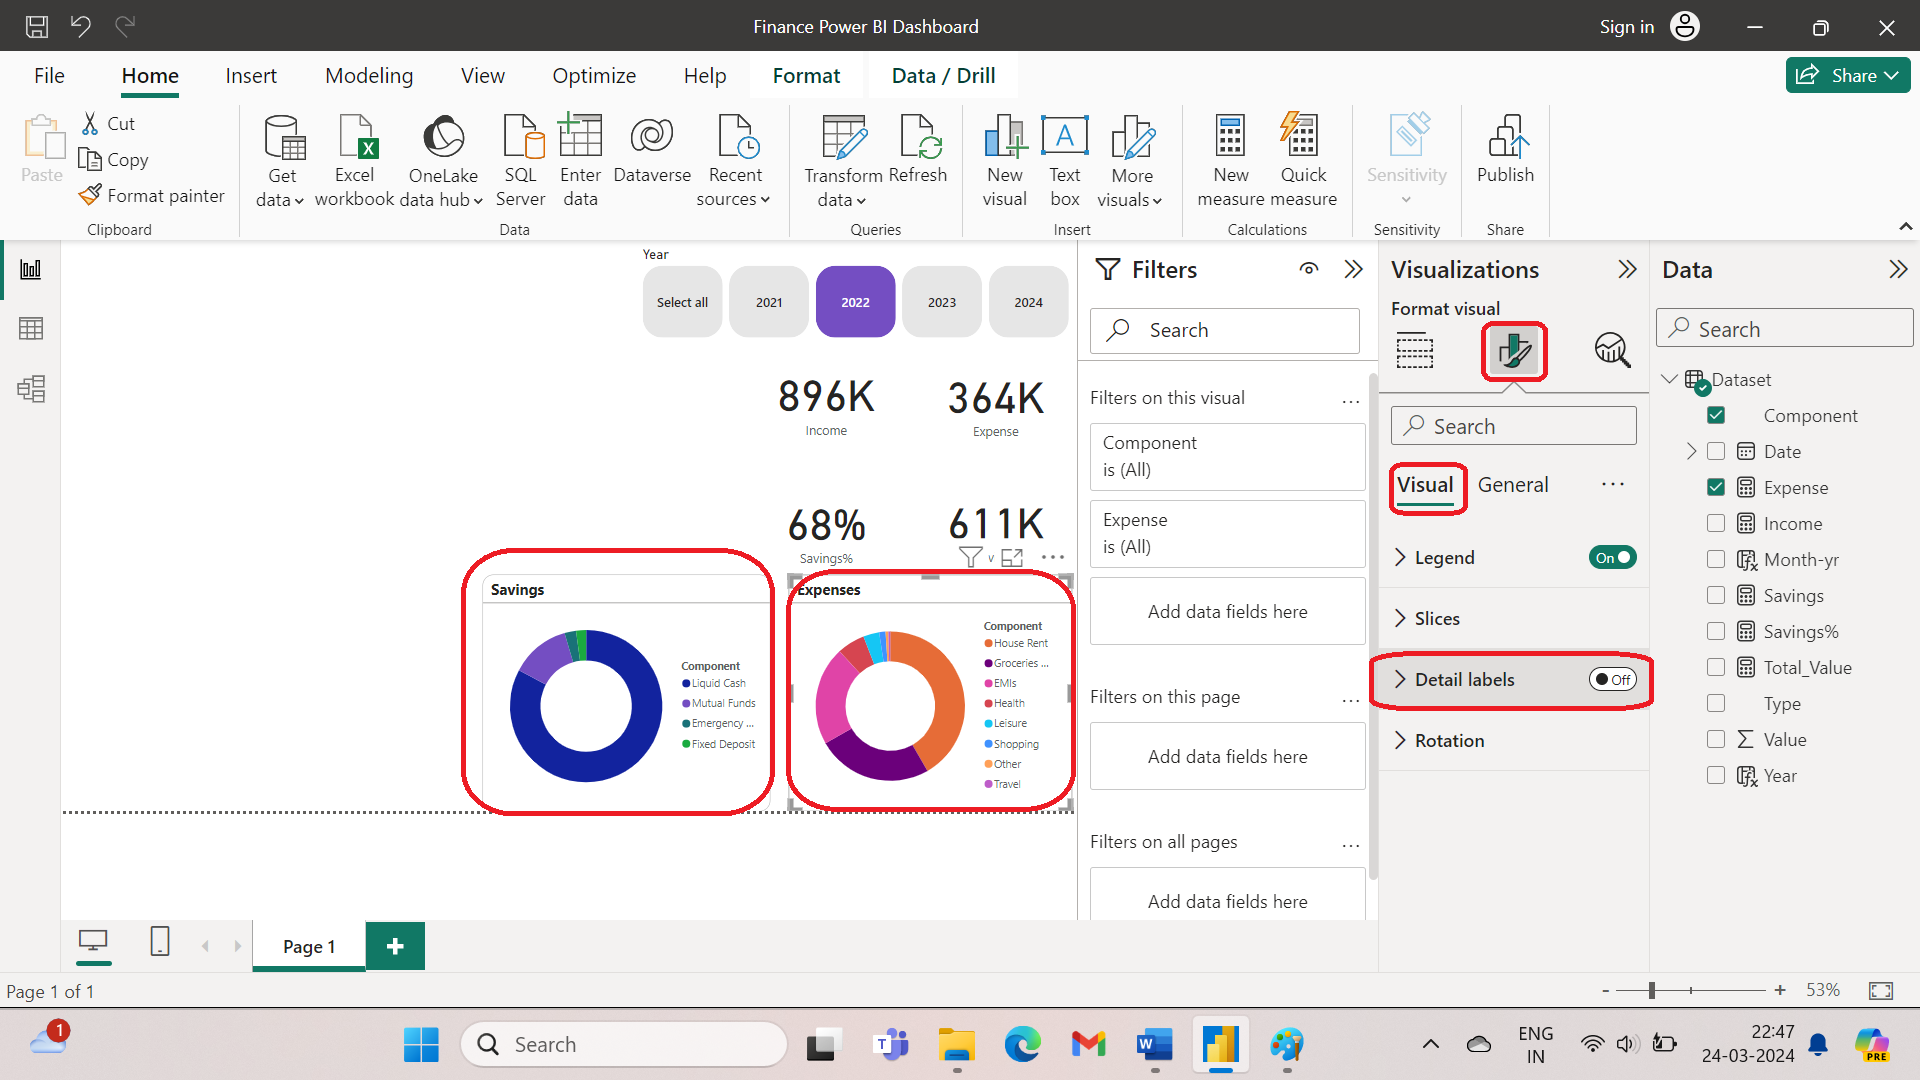 Finance Power BI Dashboard
Sign in
File Home Insert Modeling View Optimize Help Format Data / Drill
Share
Paste
Cut
Copy
Format painter
Clipboard
Get data
Excel workbook
OneLake data hub
SQL Server
Enter data
Dataverse
Recent sources
Data
Transform data
Refresh
Queries
New visual
Text box
More visuals
Insert
New measure
Quick measure
Calculations
Sensitivity
Sensitivity
Publish
Share
Year
Select all 2021 2022 2023 2024
896K
Income
364K
Expense
68%
Savings%
611K
Savings
Component
Liquid Cash
Mutual Funds
Emergency ...
Fixed Deposit
Expenses
Component
House Rent
Groceries ...
EMIs
Health
Leisure
Shopping
Other
Travel
Filters
Search
Filters on this visual ...
Component
is (All)
Expense
is (All)
Add data fields here
Filters on this page ...
Add data fields here
Filters on all pages ...
Add data fields here
Visualizations
Format visual
Search
Visual General ...
Legend On
Slices
Detail labels Off
Rotation
Data
Search
Dataset
Component
Date
Expense
Income
Month-yr
Savings
Savings%
Total_Value
Type
Value
Year
Page 1
+
Page 1 of 1
- + 53%
1
Search
T
W
ENG
IN
22:47
24-03-2024
PRE